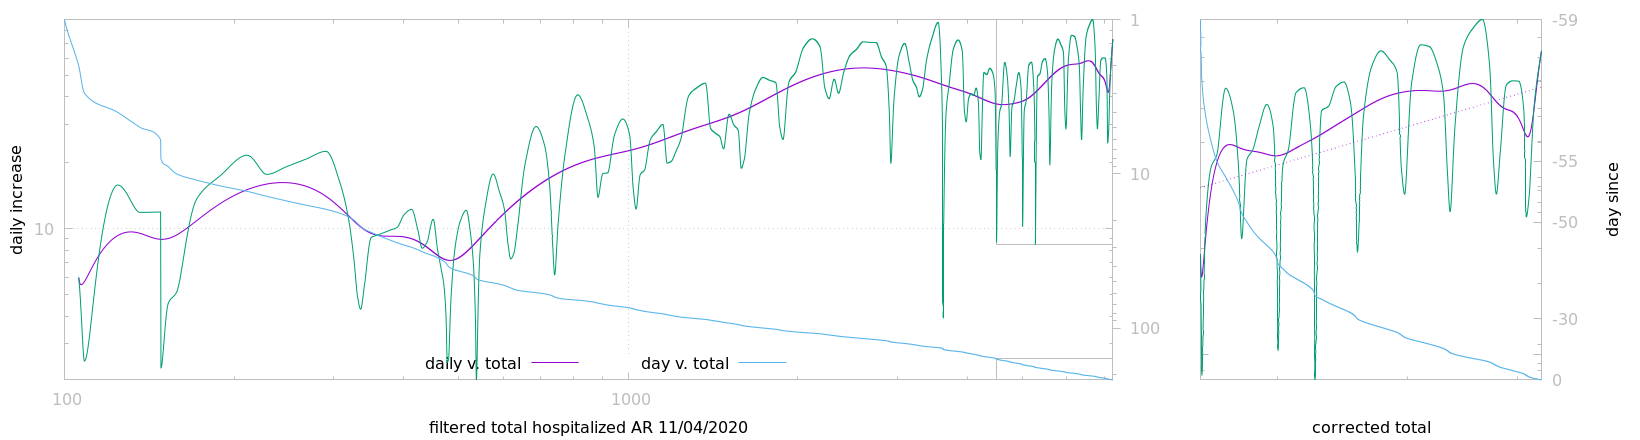 daily increase
10
100
1000
1
10
100
daily v. total
day v. total
filtered total hospitalized AR 11/04/2020
-59
-55
-50
-30
0
day since
corrected total